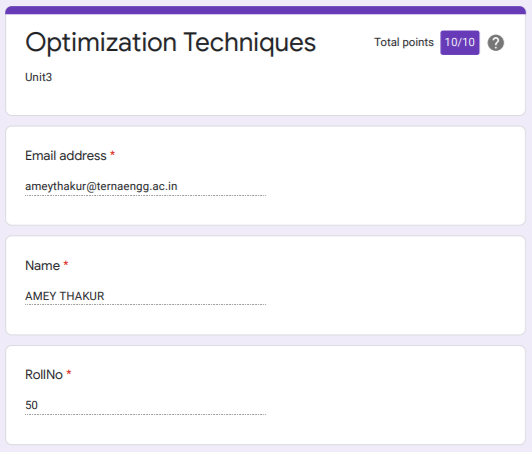 Optimization Techniques
Total points 10/10 ?
Unit3
Email address *
ameythakur@ternaengg.ac.in
Name *
AMEY THAKUR
RollNo *
50